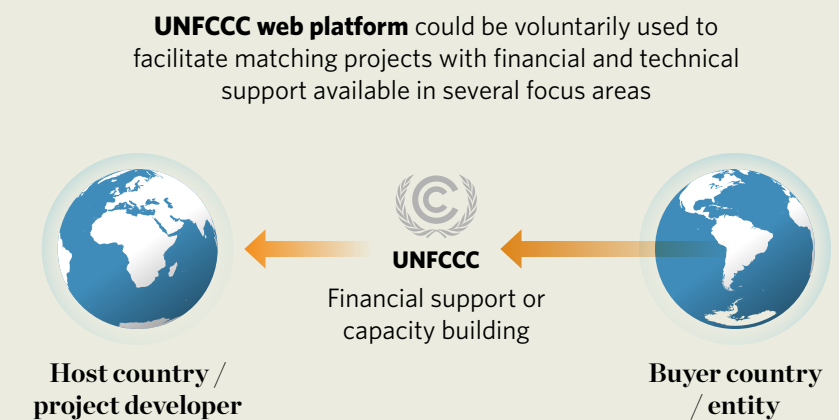 UNFCCC web platform could be voluntarily used to
facilitate matching projects with financial and technical
support available in several focus areas
UNFCCC
Financial support or
capacity building
Host country /
project developer
Buyer country
/ entity